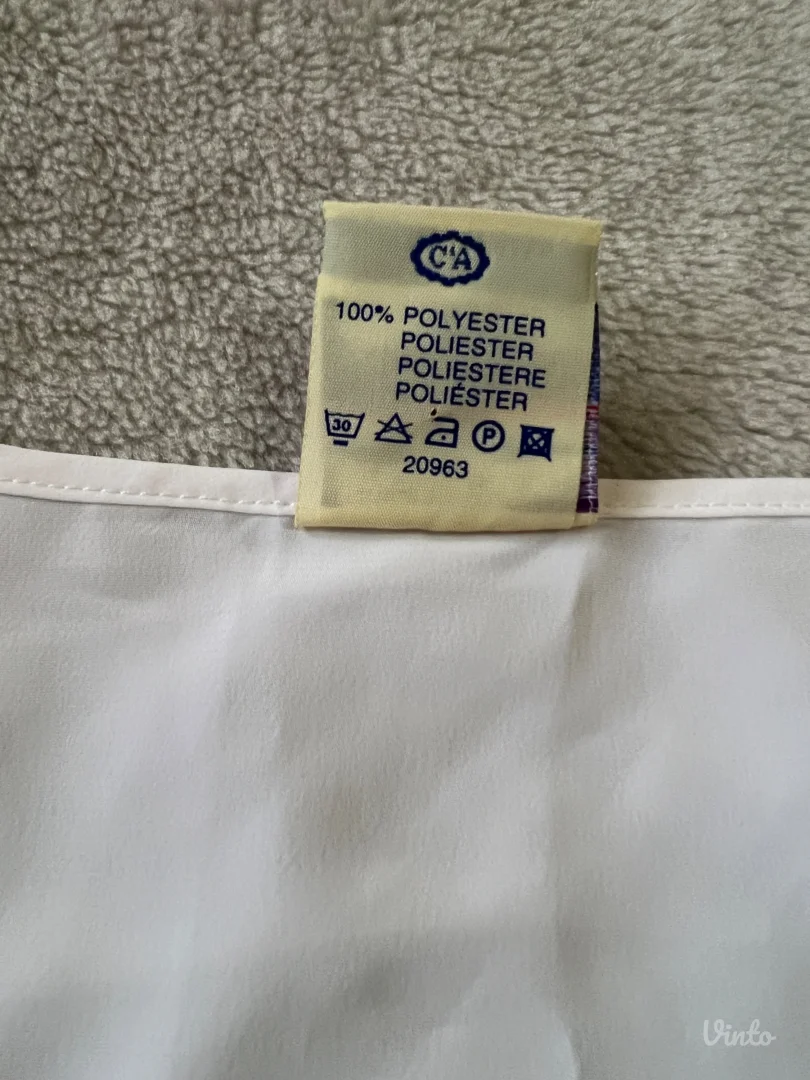 C&A
100% POLYESTER
POLIESTER
POLIESTERE
POLIÉSTER
30 P
20963
Vinto